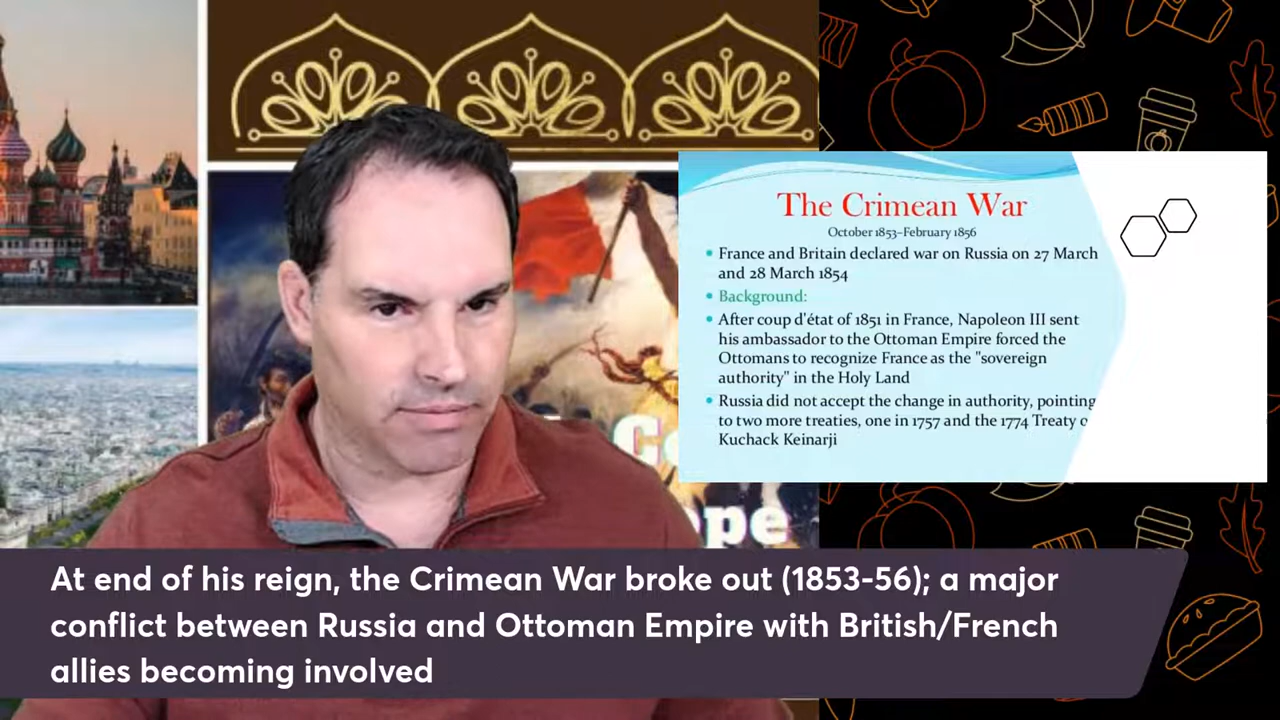 The Crimean War
October 1853–February 1856
• France and Britain declared war on Russia on 27 March
and 28 March 1854
• Background:
• After coup d'état of 1851 in France, Napoleon III sent
his ambassador to the Ottoman Empire forced the
Ottomans to recognize France as the "sovereign
authority" in the Holy Land
• Russia did not accept the change in authority, pointing
to two more treaties, one in 1757 and the 1774 Treaty o
Kuchack Keinarji
At end of his reign, the Crimean War broke out (1853-56); a major
conflict between Russia and Ottoman Empire with British/French
allies becoming involved